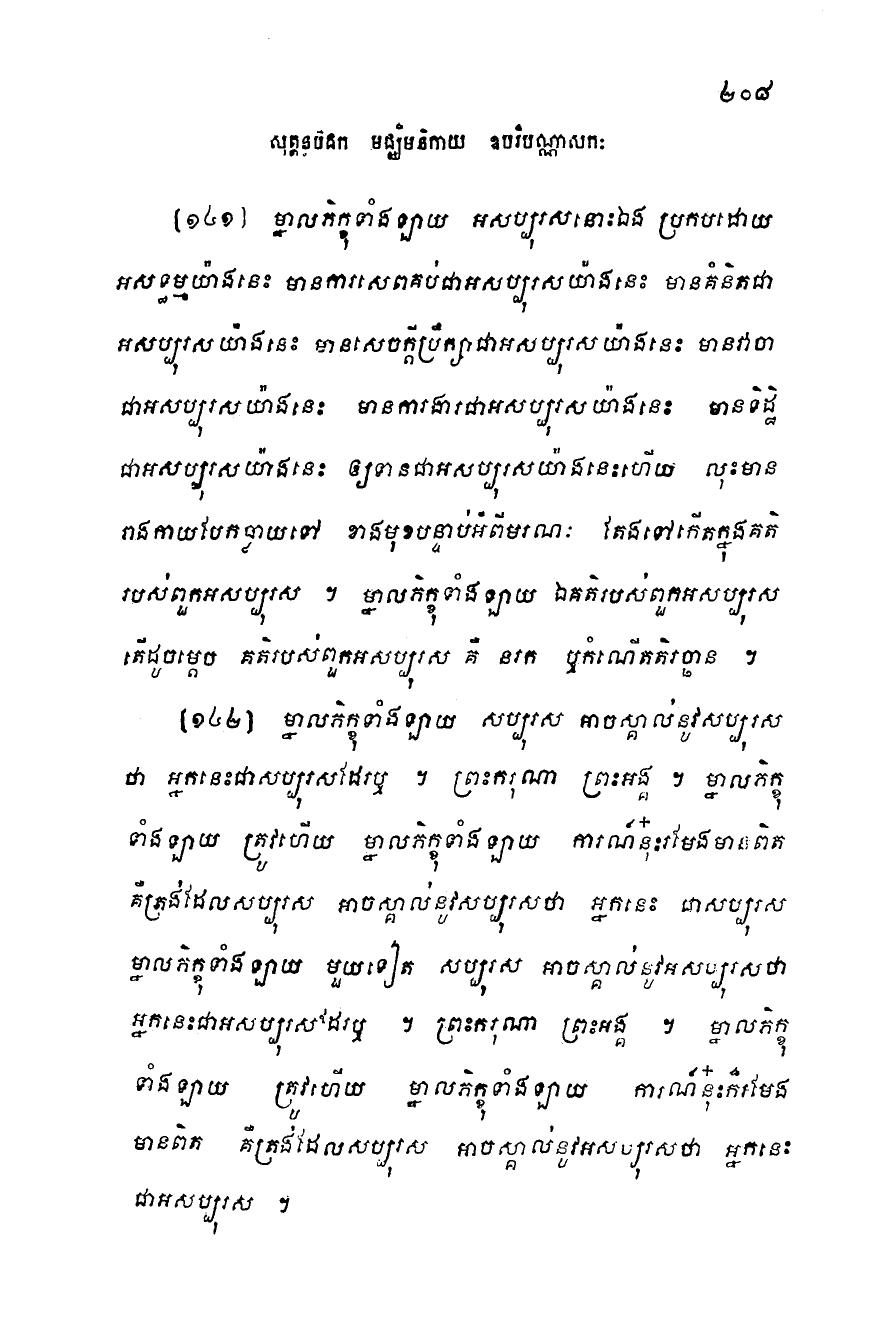 ២០៨
សុត្តន្តបិដក មជ្ឈិមនិកាយ ឧបរិបណ្ណាសកៈ
[១៤១] ម្នាលភិក្ខុទាំងឡាយ អសប្បុរសនោះឯង ប្រកបដោយ
អសទ្ធម្មយ៉ាងនេះ មានការសេពគប់ជាអសប្បុរសយ៉ាងនេះ មានគំនិតជា
អសប្បុរសយ៉ាងនេះ មានសេចក្តីប្រឹក្សាជាអសប្បុរសយ៉ាងនេះ មានវាចា
ជាអសប្បុរសយ៉ាងនេះ មានការងារជាអសប្បុរសយ៉ាងនេះ មានទិដ្ឋិ
ជាអសប្បុរសយ៉ាងនេះ ឲ្យទានជាអសប្បុរសយ៉ាងនេះហើយ លុះមាន
រាងកាយបែកធ្លាយទៅ ខាងមុខបន្ទាប់អំពីមរណៈ តែងទៅកើតក្នុងគតិ
របស់ពួកអសប្បុរស ។ ម្នាលភិក្ខុទាំងឡាយ ឯគតិរបស់ពួកអសប្បុរស
តើដូចម្តេច គតិរបស់ពួកអសប្បុរស គឺ នរក ឬកំណើតតិរច្ឆាន ។
[១៤២] ម្នាលភិក្ខុទាំងឡាយ សប្បុរស អាចស្គាល់នូវសប្បុរស
ថា អ្នកនេះជាសប្បុរសដែរឬ ។ ព្រះករុណា ព្រះអង្គ ។ ម្នាលភិក្ខុ
ទាំងឡាយ ត្រូវហើយ ម្នាលភិក្ខុទាំងឡាយ ការណ៍នុ៎ះរមែងមានពិត
គឺត្រង់ដែលសប្បុរស អាចស្គាល់នូវសប្បុរសថា អ្នកនេះ ជាសប្បុរស
ម្នាលភិក្ខុទាំងឡាយ មួយទៀត សប្បុរស អាចស្គាល់នូវអសប្បុរសថា
អ្នកនេះជាអសប្បុរសដែរឬ ។ ព្រះករុណា ព្រះអង្គ ។ ម្នាលភិក្ខុ
ទាំងឡាយ ត្រូវហើយ ម្នាលភិក្ខុទាំងឡាយ ការណ៍នុ៎ះក៏រមែង
មានពិត គឺត្រង់ដែលសប្បុរស អាចស្គាល់នូវអសប្បុរសថា អ្នកនេះ
ជាអសប្បុរស ។